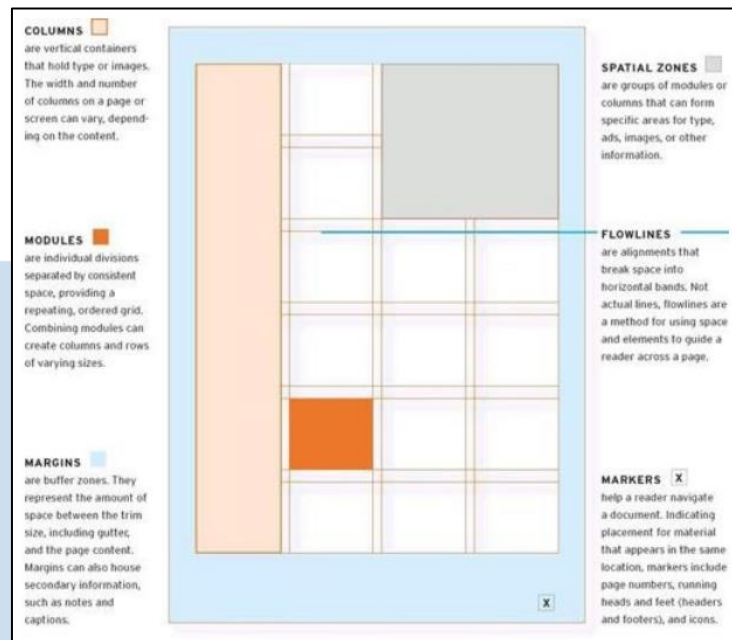 COLUMNS
are vertical containers
that hold type or images.
The width and number
of columns on a page or
screen can vary, depend-
ing on the content.
MODULES
are individual divisions
separated by consistent
space, providing a
repeating, ordered grid.
Combining modules can
create columns and rows
of varying sizes.
MARGINS
are buffer zones. They
represent the amount of
space between the trim
size, including gutter,
and the page content.
Margins can also house
secondary information,
such as notes and
captions.
SPATIAL ZONES
are groups of modules or
columns that can form
specific areas for type,
ads, images, or other
information.
FLOWLINES
are alignments that
break space into
horizontal bands. Not
actual lines, flowlines are
a method for using space
and elements to guide a
reader across a page.
MARKERS X
help a reader navigate
a document. Indicating
placement for material
that appears in the same
location, markers include
page numbers, running
heads and feet (headers
and footers), and icons.
X